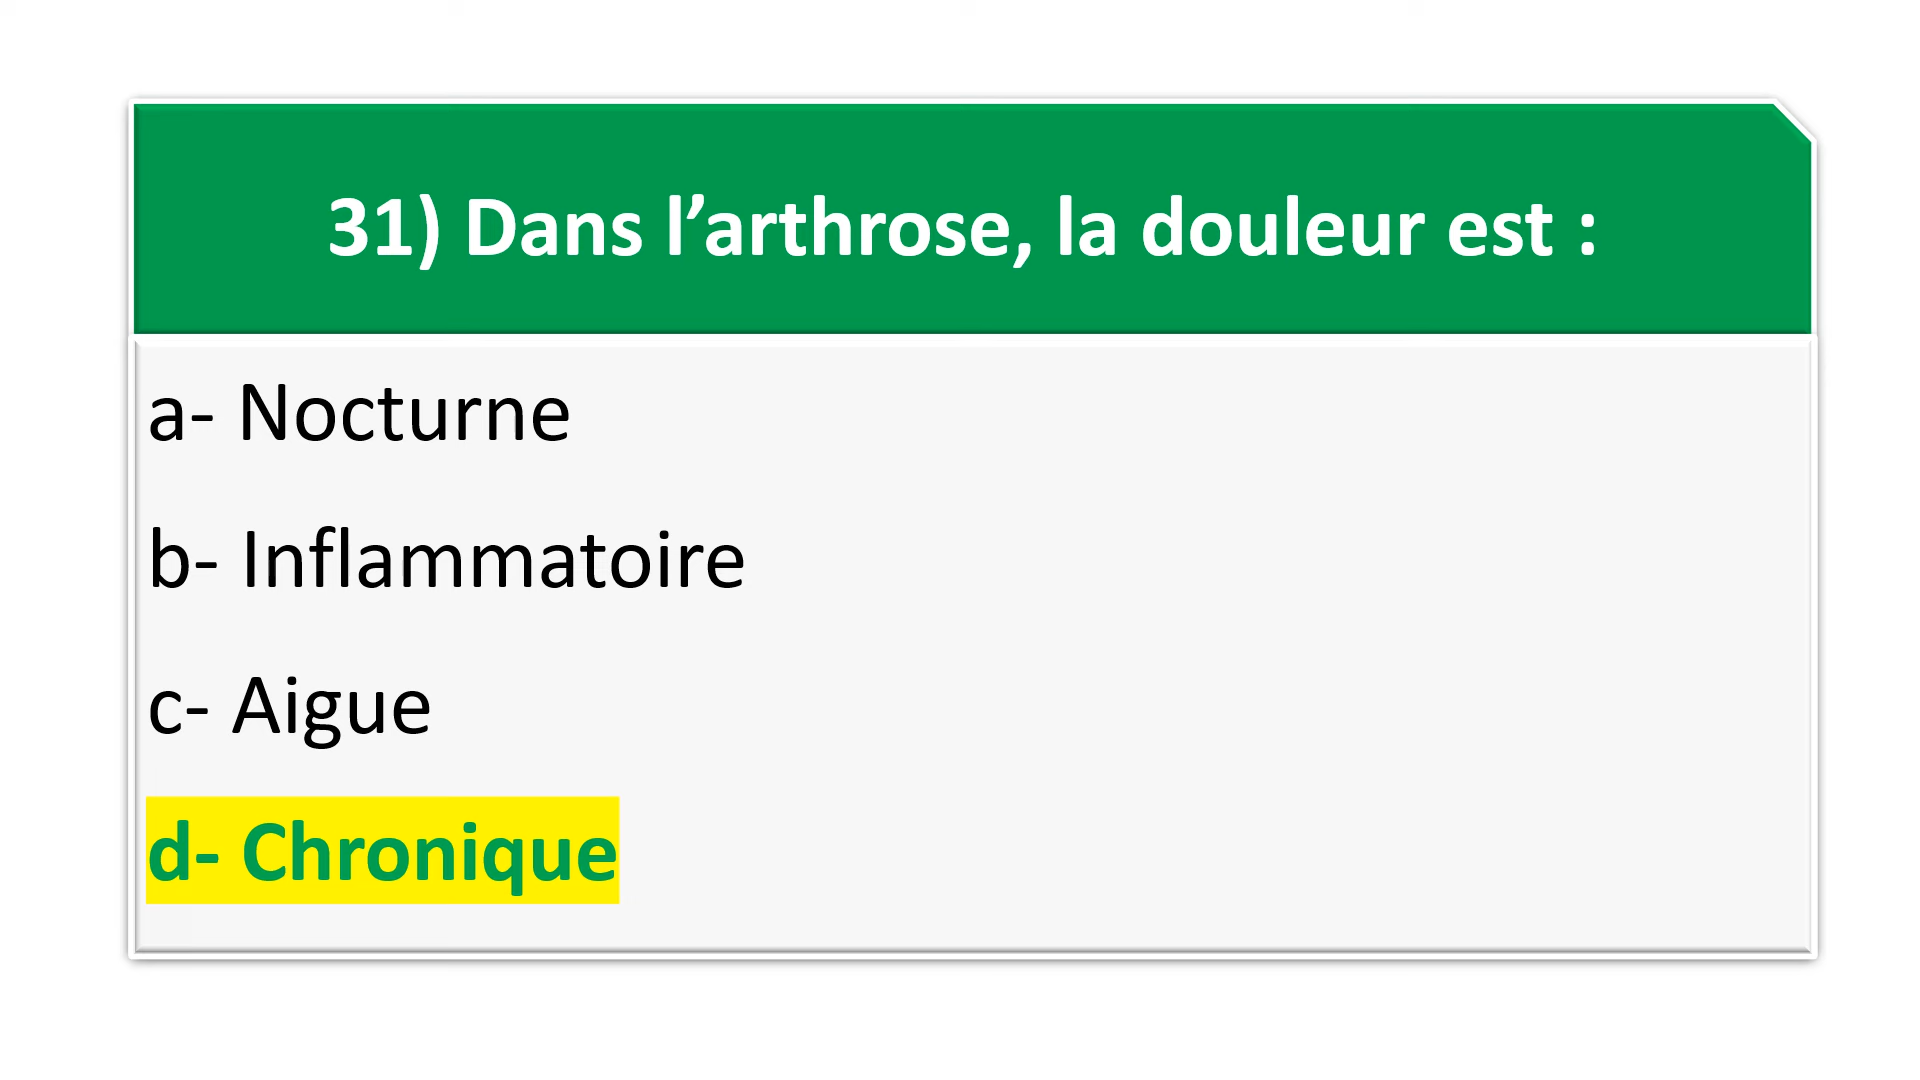 31) Dans l’arthrose, la douleur est :
a- Nocturne
b- Inflammatoire
c- Aigue
d- Chronique